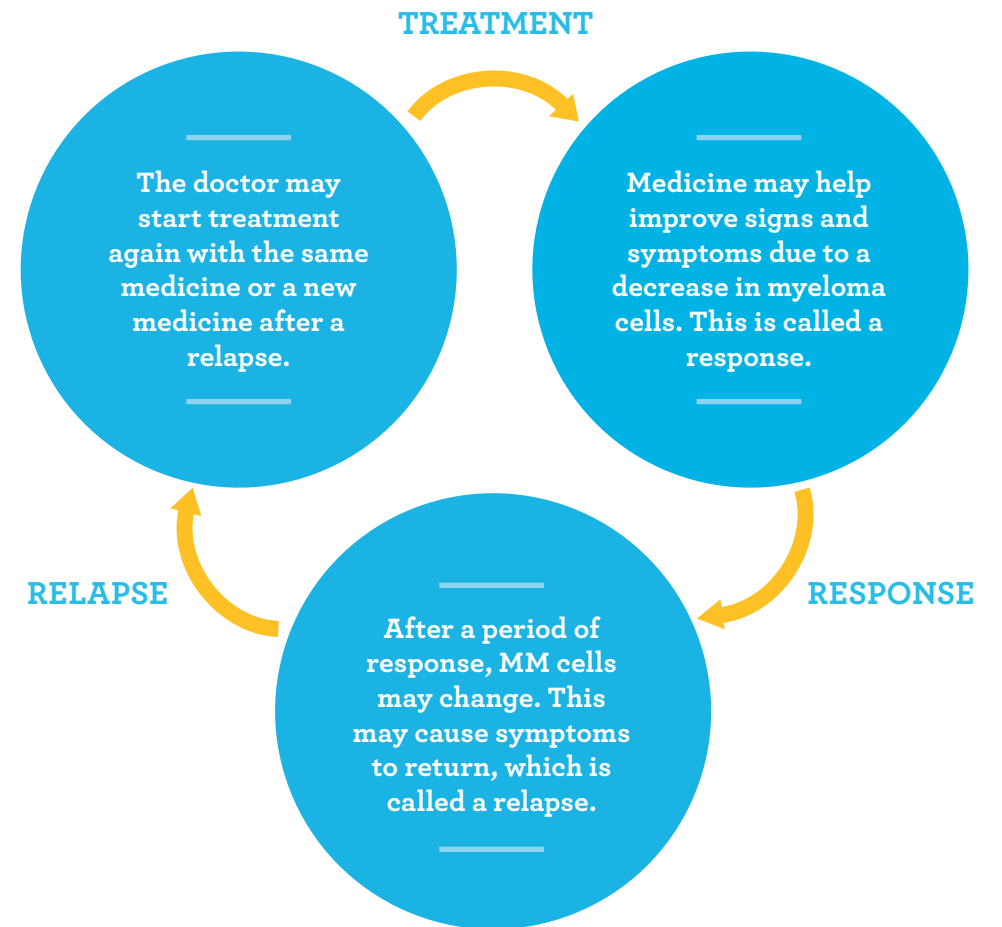 TREATMENT
The doctor may
start treatment
again with the same
medicine or a new
medicine after a
relapse.
Medicine may help
improve signs and
symptoms due to a
decrease in myeloma
cells. This is called a
response.
RELAPSE
RESPONSE
After a period of
response, MM cells
may change. This
may cause symptoms
to return, which is
called a relapse.